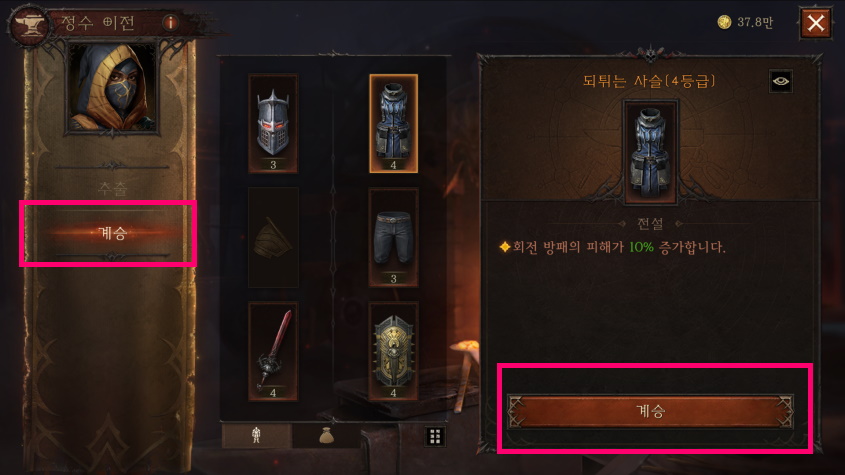 정수 이전
37.8만
추출
계승
3
4
3
4
4
되튀는 사슬(4등급)
전설
회전 방패의 피해가 10% 증가합니다.
계승